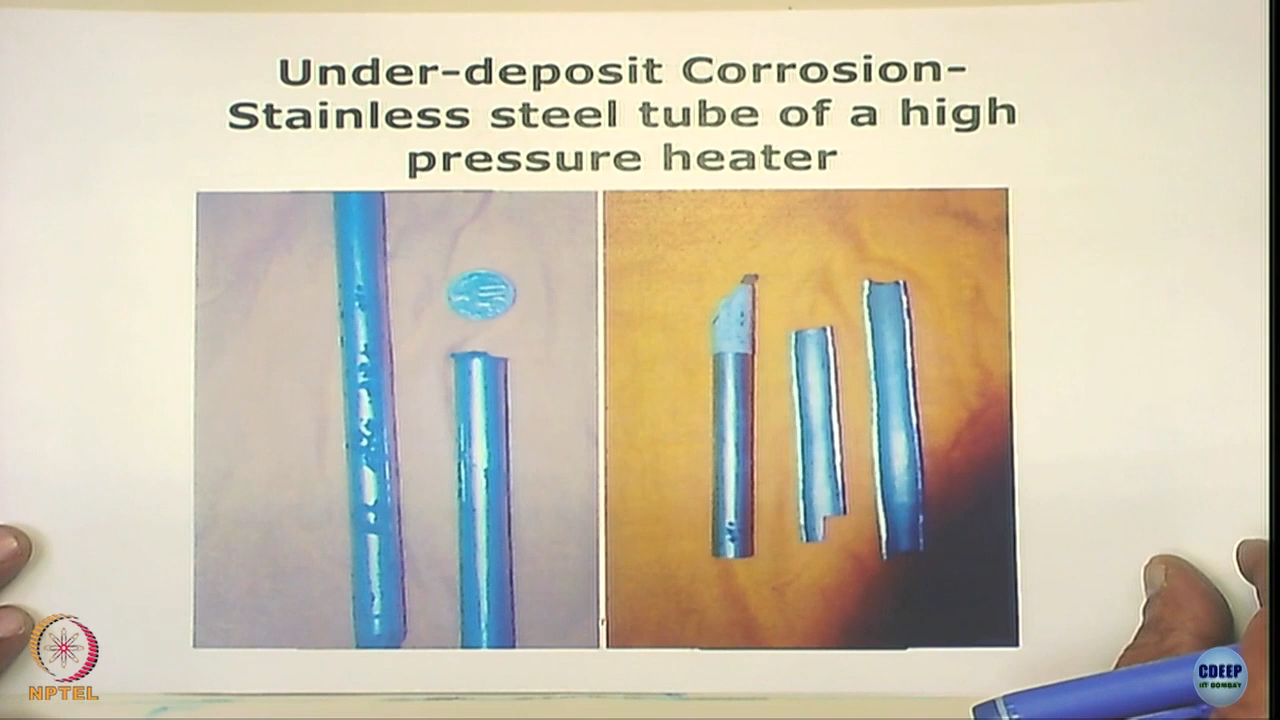 Under-deposit Corrosion-
Stainless steel tube of a high
pressure heater
NPTEL
CDEEP
IIT BOMBAY